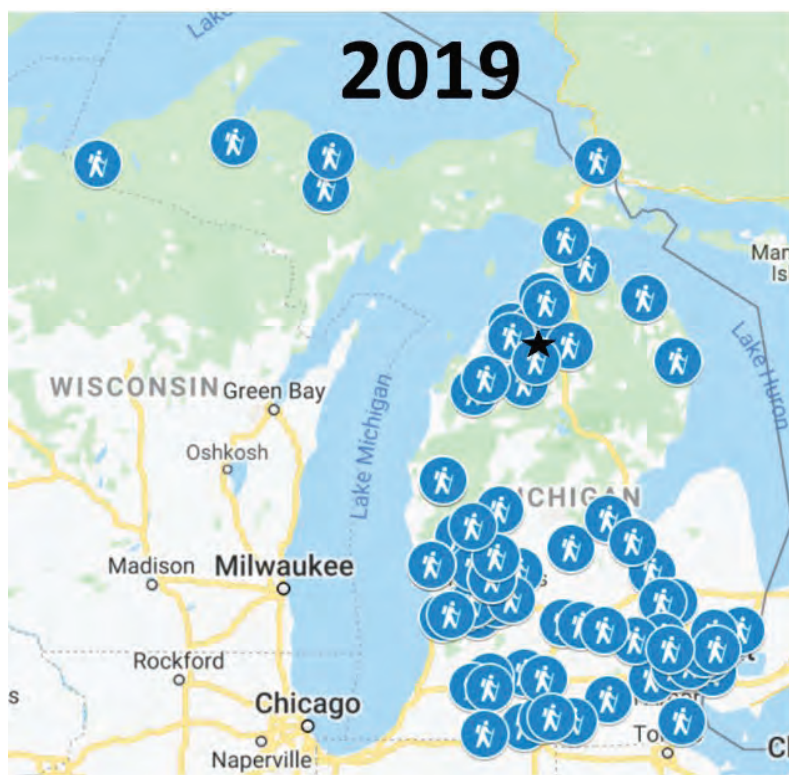 Lake
2019
Man
Is
Lake Huron
WISCONSIN
Green Bay
Oshkosh
Lake Michigan
ICHIGAN
Madison
Milwaukee
s
Rockford
Chicago
Naperville
To
Cl